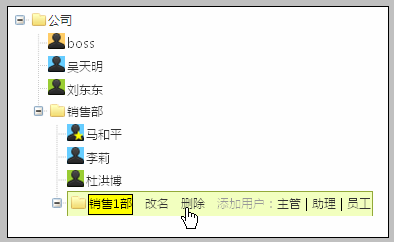 公司
boss
吴天明
刘东东
销售部
马和平
李莉
杜洪博
销售1部 改名 删除 添加用户：主管 | 助理 | 员工